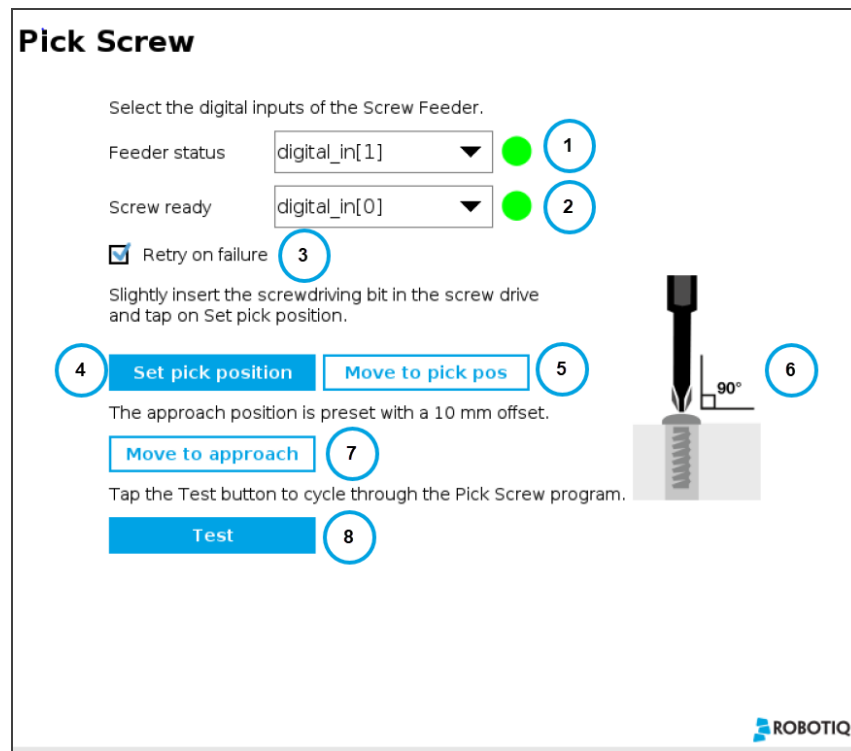 Pick Screw
Select the digital inputs of the Screw Feeder.
Feeder status digital_in[1] 1
Screw ready digital_in[0] 2
Retry on failure 3
Slightly insert the screwdriving bit in the screw drive
and tap on Set pick position.
4 Set pick position Move to pick pos 5
90° 6
The approach position is preset with a 10 mm offset.
Move to approach 7
Tap the Test button to cycle through the Pick Screw program.
Test 8
ROBOTIQ